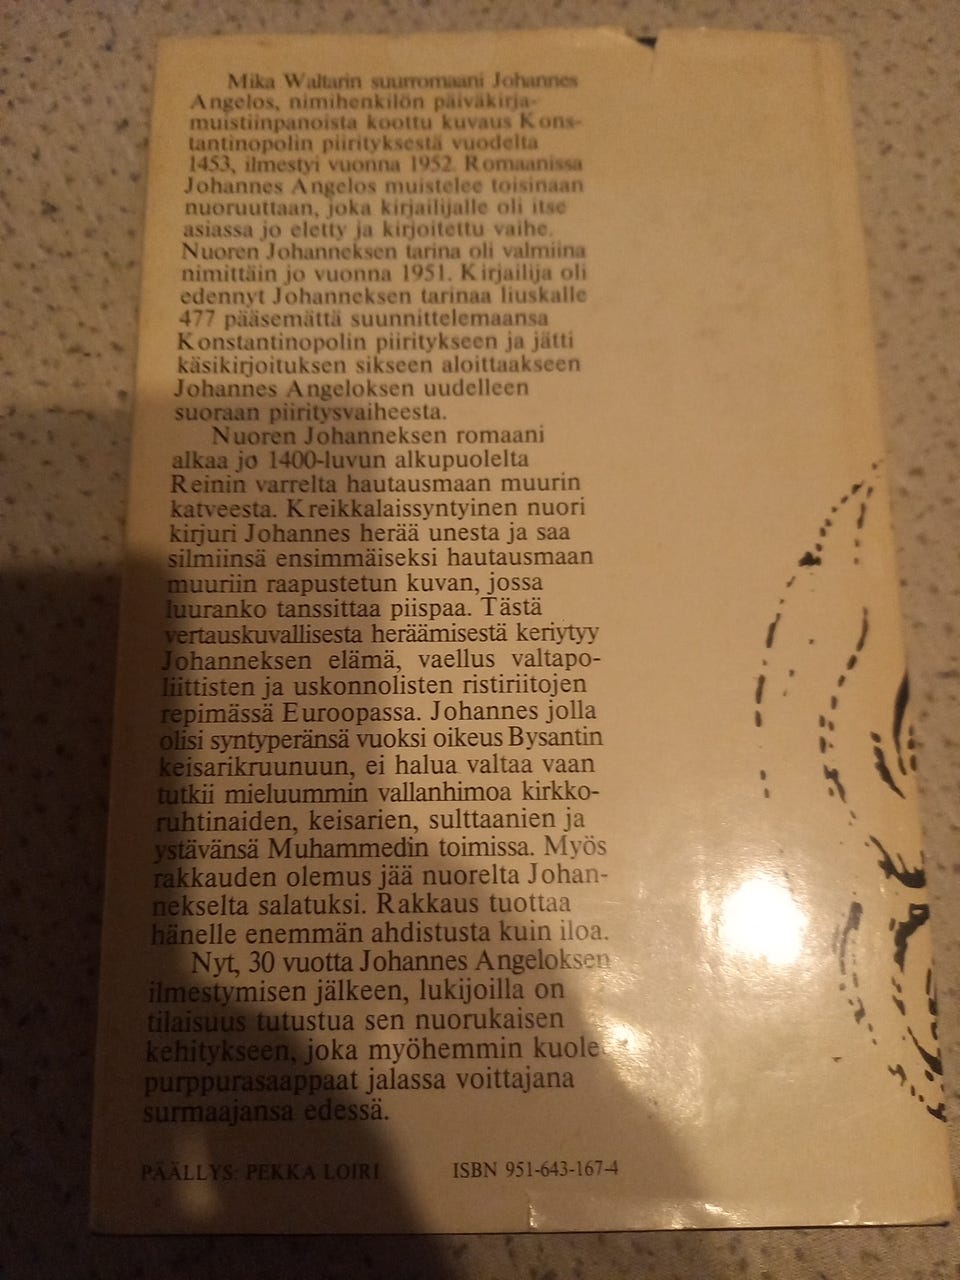 Mika Waltarin suurromaani Johannes
Angelos, nimihenkilön päiväkirja-
muistiinpanoista koottu kuvaus Kons-
tantinopolin piirityksestä vuodelta
1453, ilmestyi vuonna 1952. Romaanissa
Johannes Angelos muistelee toisinaan
nuoruuttaan, joka kirjailijalle oli itse
asiassa jo eletty ja kirjoitettu vaihe.
Nuoren Johanneksen tarina oli valmiina
nimittäin jo vuonna 1951. Kirjailija oli
edennyt Johanneksen tarinaa liuskalle
477 pääsemättä suunnittelemaansa
Konstantinopolin piiritykseen ja jätti
käsikirjoituksen sikseen aloittaakseen
Johannes Angeloksen uudelleen
suoraan piiritysvaiheesta.
Nuoren Johanneksen romaani
alkaa jo 1400-luvun alkupuolelta
Reinin varrelta hautausmaan muurin
katveesta. Kreikkalaissyntyinen nuori
kirjuri Johannes herää unesta ja saa
silmiinsä ensimmäiseksi hautausmaan
muuriin raapustetun kuvan, jossa
luuranko tanssittaa piispaa. Tästä
vertauskuvallisesta heräämisestä keriytyy
Johanneksen elämä, vaellus valtapo-
liittisten ja uskonnolisten ristiriitojen
repimässä Euroopassa. Johannes jolla
olisi syntyperänsä vuoksi oikeus Bysantin
keisarikruunuun, ei halua valtaa vaan
tutkii mieluummin vallanhimoa kirkko-
ruhtinaiden, keisarien, sulttaanien ja
ystävänsä Muhammedin toimissa. Myös
rakkauden olemus jää nuorelta Johan-
nekselta salatuksi. Rakkaus tuottaa
hänelle enemmän ahdistusta kuin iloa.
Nyt, 30 vuotta Johannes Angeloksen
ilmestymisen jälkeen, lukijoilla on
tilaisuus tutustua sen nuorukaisen
kehitykseen, joka myöhemmin kuolee
purppurasaappaat jalassa voittajana
surmaajansa edessä.
PÄÄLLYS: PEKKA LOIRI ISBN 951-643-167-4